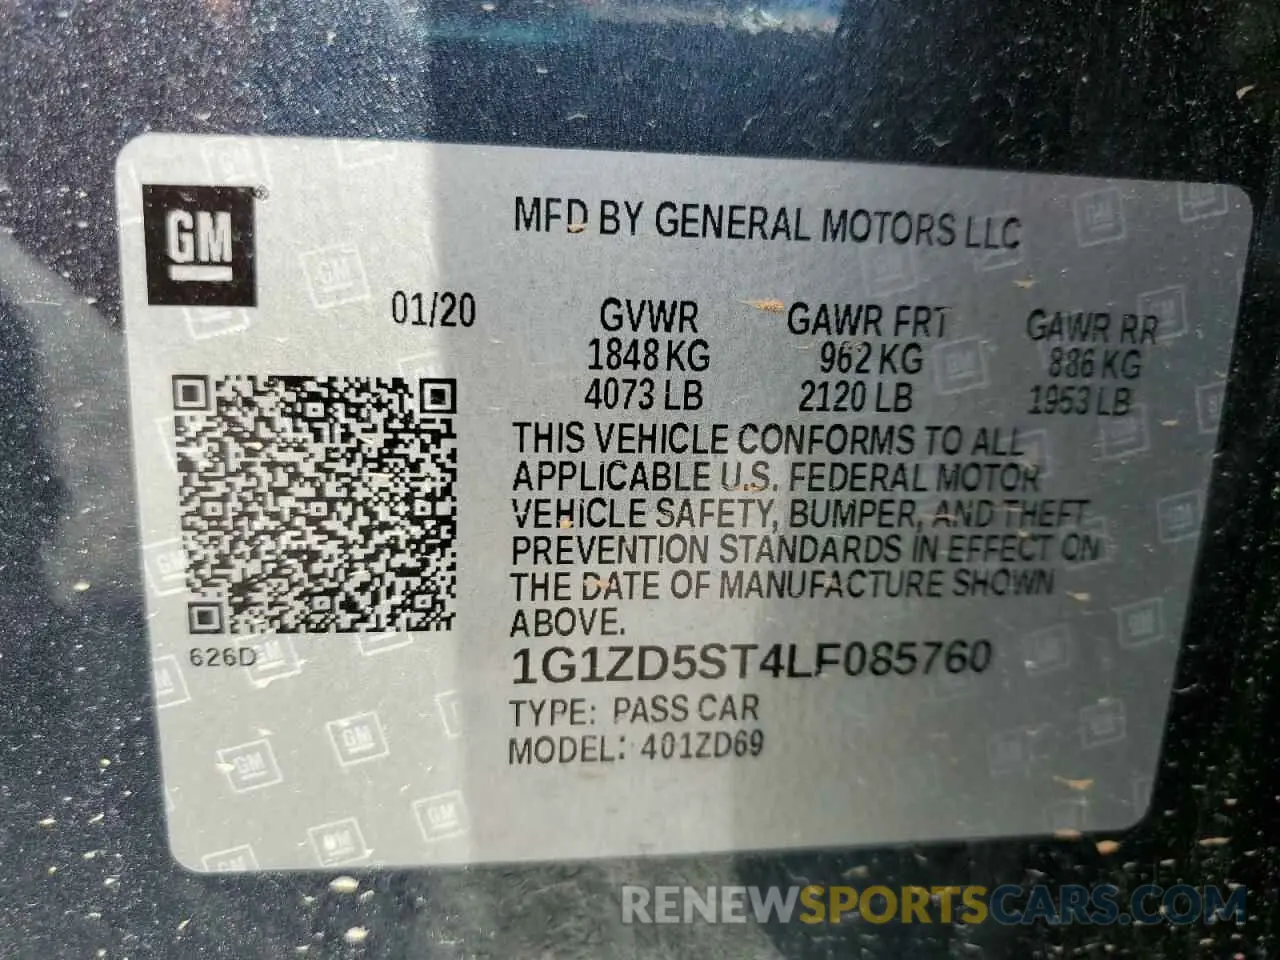 GM
MFD BY GENERAL MOTORS LLC
01/20
GVWR GAWR FRT GAWR RR
1848 KG 962 KG 886 KG
4073 LB 2120 LB 1953 LB
THIS VEHICLE CONFORMS TO ALL
APPLICABLE U.S. FEDERAL MOTOR
VEHICLE SAFETY, BUMPER, AND THEFT
PREVENTION STANDARDS IN EFFECT ON
THE DATE OF MANUFACTURE SHOWN
ABOVE.
626D
1G1ZD5ST4LF085760
TYPE: PASS CAR
MODEL: 401ZD69
RENEWSPORTSCARS.COM